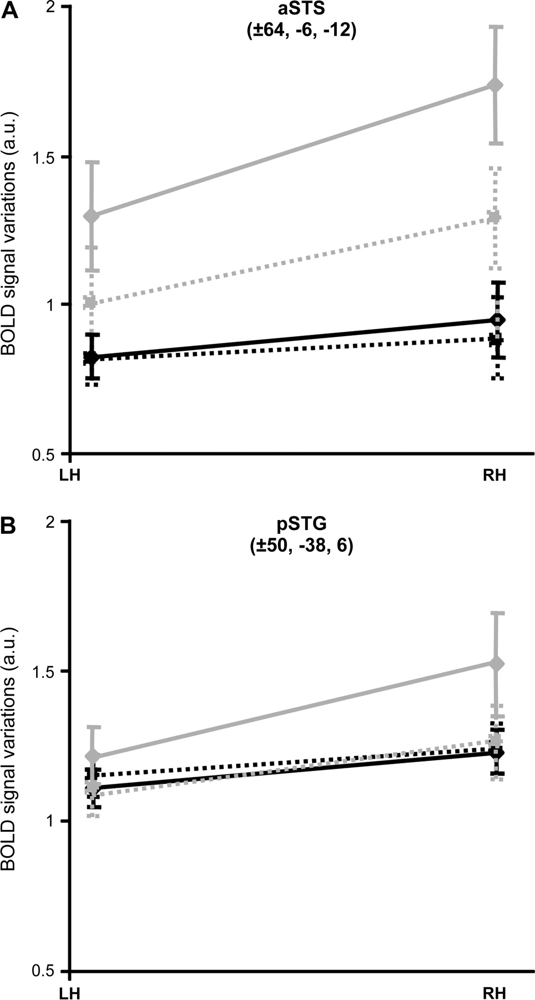 A
aSTS
(±64, -6, -12)
2
1.5
1
0.5
BOLD signal variations (a.u.)
LH
RH
B
pSTG
(±50, -38, 6)
2
1.5
1
0.5
BOLD signal variations (a.u.)
LH
RH